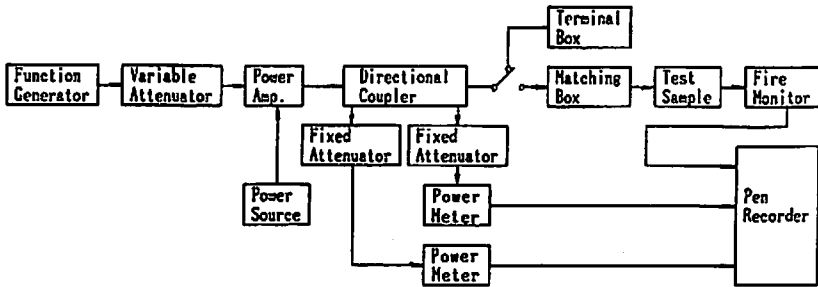 Terminal
Box
Function
Generator
Variable
Attenuator
Power
Amp.
Directional
Coupler
Matching
Box
Test
Sample
Fire
Monitor
Fixed
Attenuator
Fixed
Attenuator
Power
Source
Power
Meter
Pen
Recorder
Power
Meter